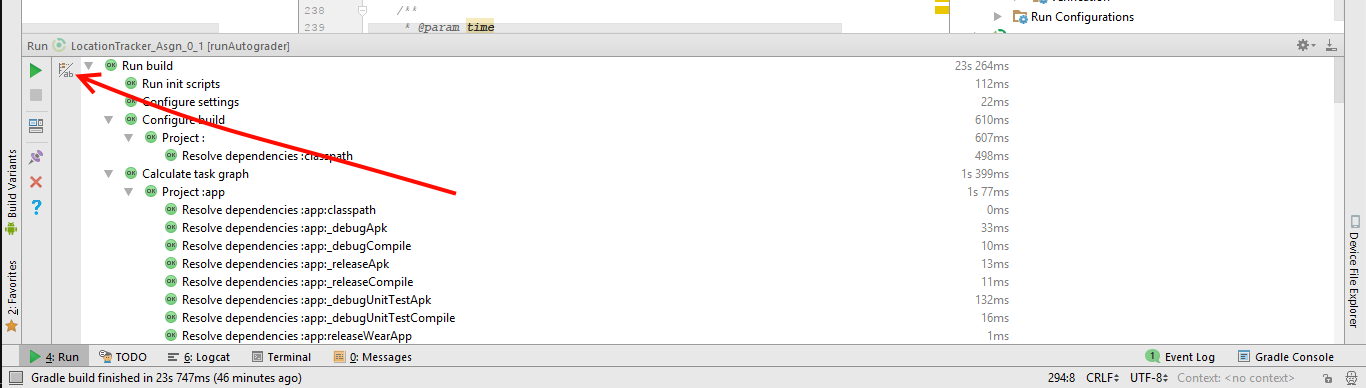 238 /**
239 * @param time
Run Configurations
Run LocationTracker_Asgn_0_1 [runAutograder]
Run build 23s 264ms
Run init scripts 112ms
Configure settings 22ms
Configure build 610ms
Project : 607ms
Resolve dependencies :classpath 498ms
Calculate task graph 1s 399ms
Project :app 1s 77ms
Resolve dependencies :app:classpath 0ms
Resolve dependencies :app:_debugApk 33ms
Resolve dependencies :app:_debugCompile 10ms
Resolve dependencies :app:_releaseApk 13ms
Resolve dependencies :app:_releaseCompile 11ms
Resolve dependencies :app:_debugUnitTestApk 132ms
Resolve dependencies :app:_debugUnitTestCompile 16ms
Resolve dependencies :app:releaseWearApp 1ms
Build Variants
2: Favorites
Device File Explorer
4: Run TODO 6: Logcat Terminal 0: Messages 1 Event Log Gradle Console
Gradle build finished in 23s 747ms (46 minutes ago) 294:8 CRLF UTF-8 Context: <no context>